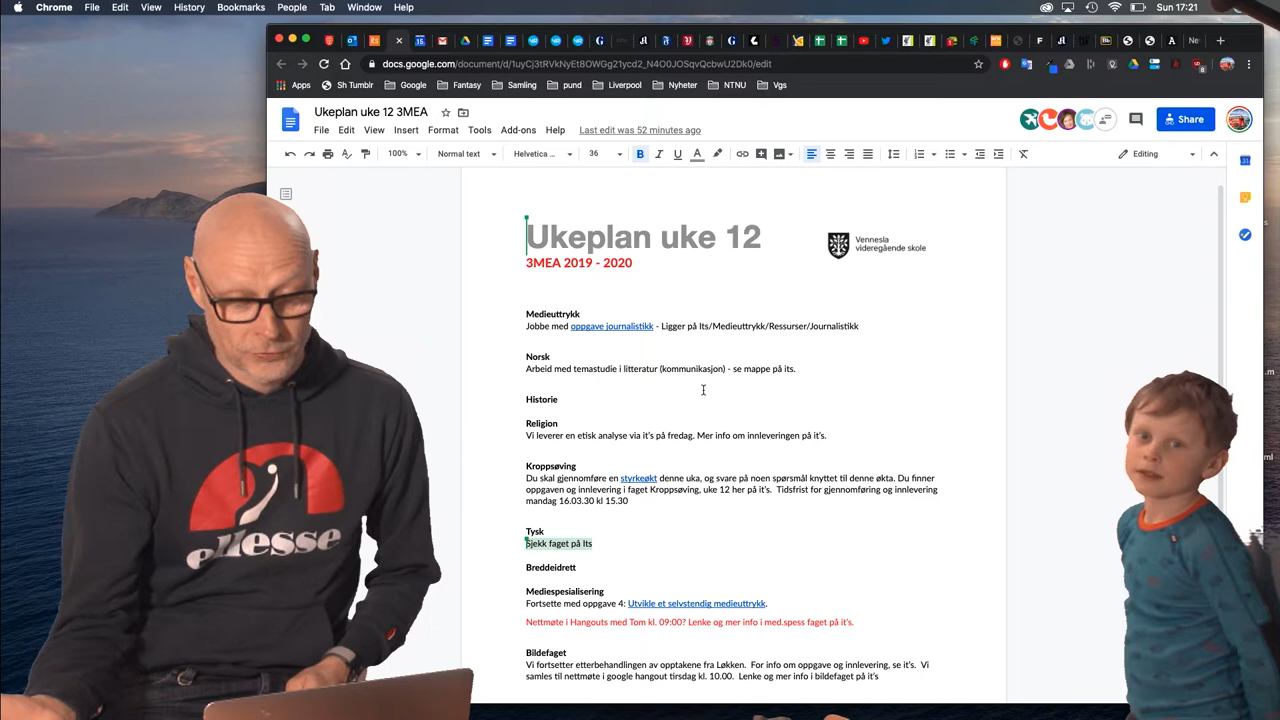 Chrome File Edit View History Bookmarks People Tab Window Help
Sun 17:21
docs.google.com/document/d/1uyCj3tRVkNyEt8OWGg21ycd2_N4O0JOSqvQcbwU2Dk0/edit
Apps Sh Tumblr Google Fantasy Samling pund Liverpool Nyheter NTNU Vgs
Ukeplan uke 12 3MEA
File Edit View Insert Format Tools Add-ons Help Last edit was 52 minutes ago
Share
100% Normal text Helvetica ... 36 Editing
Ukeplan uke 12
3MEA 2019 - 2020
Vennesla
videregående skole
Medieuttrykk
Jobbe med oppgave journalistikk - Ligger på Its/Medieuttrykk/Ressurser/Journalistikk
Norsk
Arbeid med temastudie i litteratur (kommunikasjon) - se mappe på its.
Historie
Religion
Vi leverer en etisk analyse via it's på fredag. Mer info om innleveringen på it's.
Kroppsøving
Du skal gjennomføre en styrkeøkt denne uka, og svare på noen spørsmål knyttet til denne økta. Du finner
oppgaven og innlevering i faget Kroppsøving, uke 12 her på it's. Tidsfrist for gjennomføring og innlevering
mandag 16.03.30 kl 15.30
Tysk
Sjekk faget på Its
Breddeidrett
Mediespesialisering
Fortsette med oppgave 4: Utvikle et selvstendig medieuttrykk.
Nettmøte i Hangouts med Tom kl. 09:00? Lenke og mer info i med.spess faget på it's.
Bildefaget
Vi fortsetter etterbehandlingen av opptakene fra Løkken. For info om oppgave og innlevering, se it's. Vi
samles til nettmøte i google hangout tirsdag kl. 10.00. Lenke og mer info i bildefaget på it's
ellesse